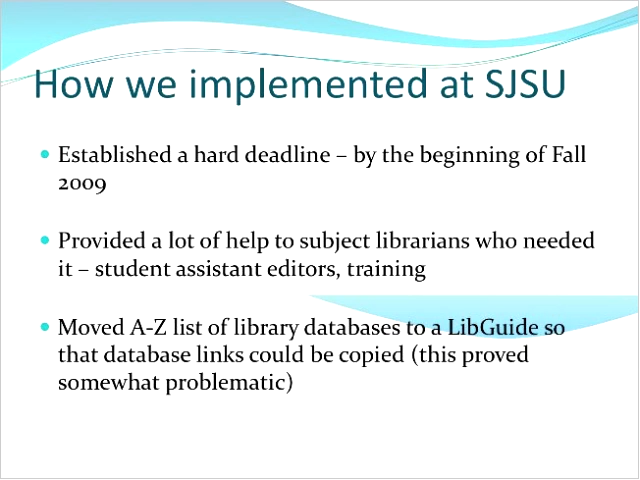 How we implemented at SJSU
• Established a hard deadline – by the beginning of Fall
2009
• Provided a lot of help to subject librarians who needed
it – student assistant editors, training
• Moved A-Z list of library databases to a LibGuide so
that database links could be copied (this proved
somewhat problematic)